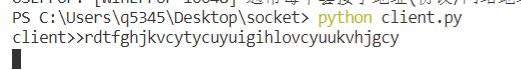 PS C:\Users\q5345\Desktop\socket> python client.py
client>>rdtfghjkvcytycuyuigihlovcyuukvhjgcy